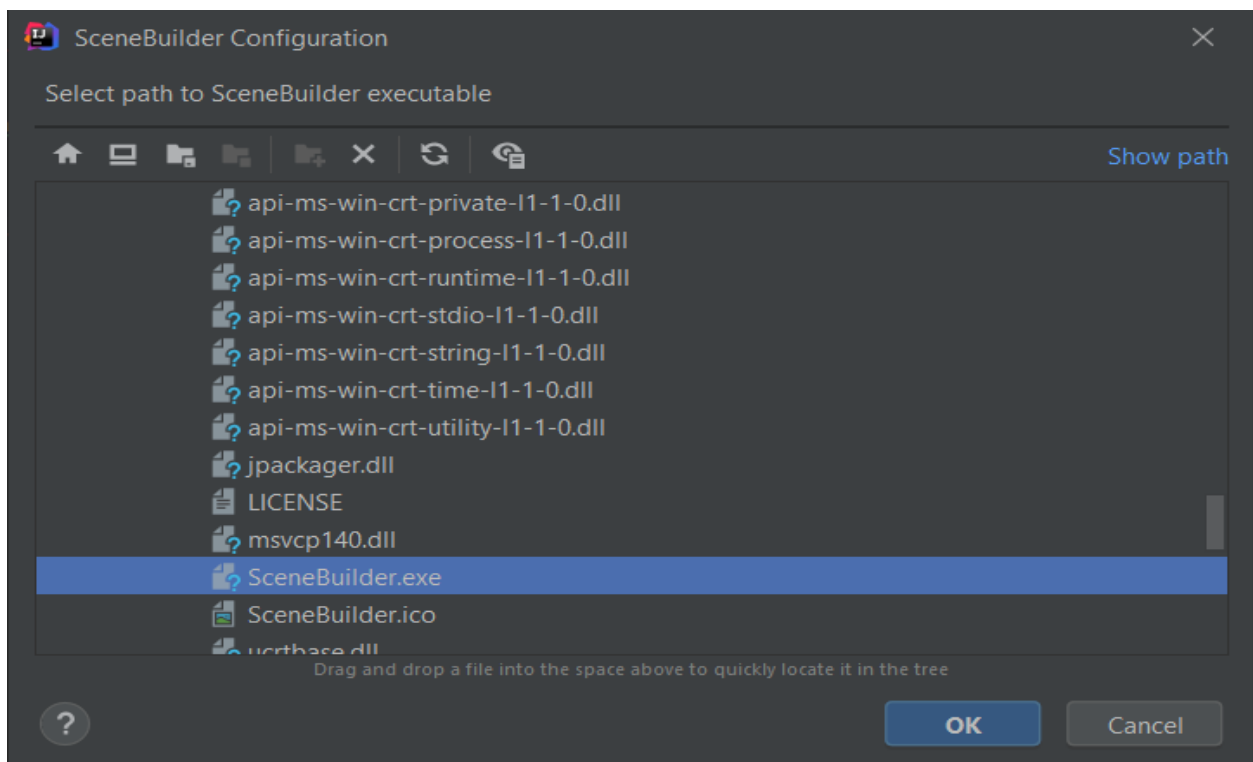 SceneBuilder Configuration
Select path to SceneBuilder executable
Show path
api-ms-win-crt-private-l1-1-0.dll
api-ms-win-crt-process-l1-1-0.dll
api-ms-win-crt-runtime-l1-1-0.dll
api-ms-win-crt-stdio-l1-1-0.dll
api-ms-win-crt-string-l1-1-0.dll
api-ms-win-crt-time-l1-1-0.dll
api-ms-win-crt-utility-l1-1-0.dll
jpackager.dll
LICENSE
msvcp140.dll
SceneBuilder.exe
SceneBuilder.ico
ucrtbase.dll
Drag and drop a file into the space above to quickly locate it in the tree
?
OK
Cancel